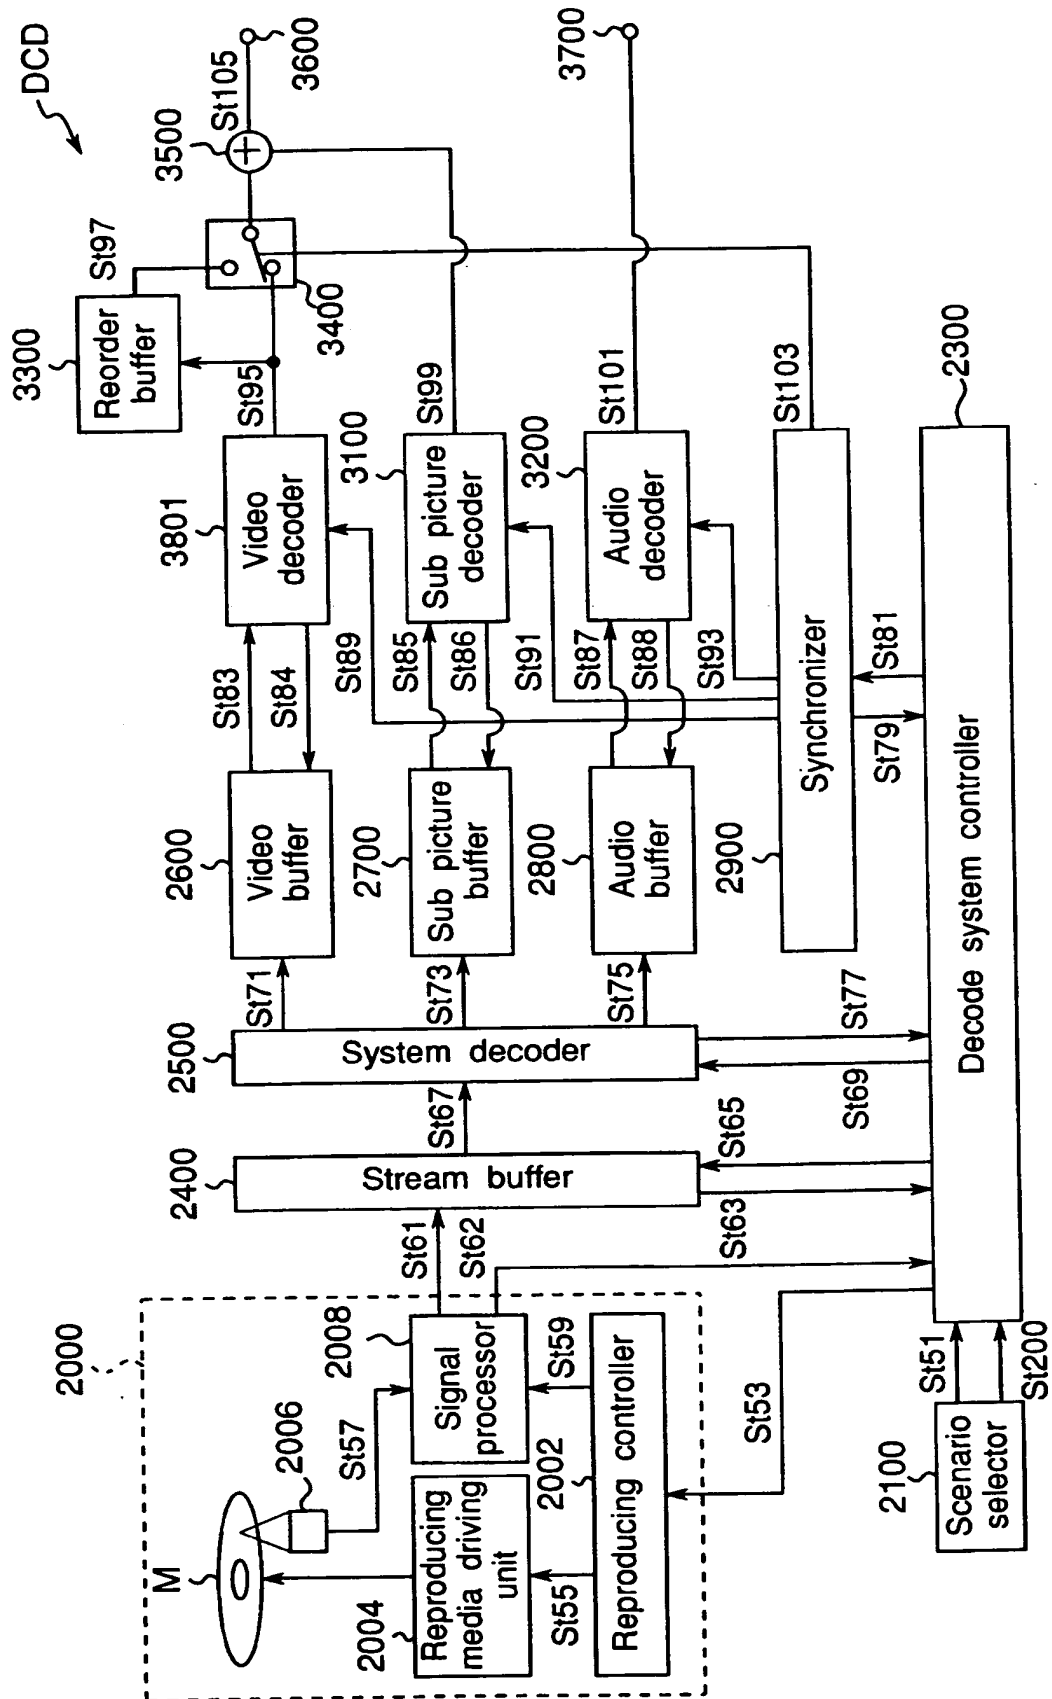 DCD
2000
M
2006
2004
Reproducing
media driving
unit
St57
2008
Signal
processor
St55
St59
2002
Reproducing controller
St53
St61
St62
2400
Stream buffer
St63
St65
St67
2500
System decoder
St69
St77
St71
St73
St75
2600
Video
buffer
2700
Sub picture
buffer
2800
Audio
buffer
2900
Synchronizer
St79
St81
St83
St84
St89
St85
St86
St91
St87
St88
St93
3801
Video
decoder
3100
Sub picture
decoder
3200
Audio
decoder
3300
Reorder
buffer
St95
St97
3400
St99
St101
St103
3500
St105
3600
3700
2100
Scenario
selector
St51
St200
2300
Decode system controller